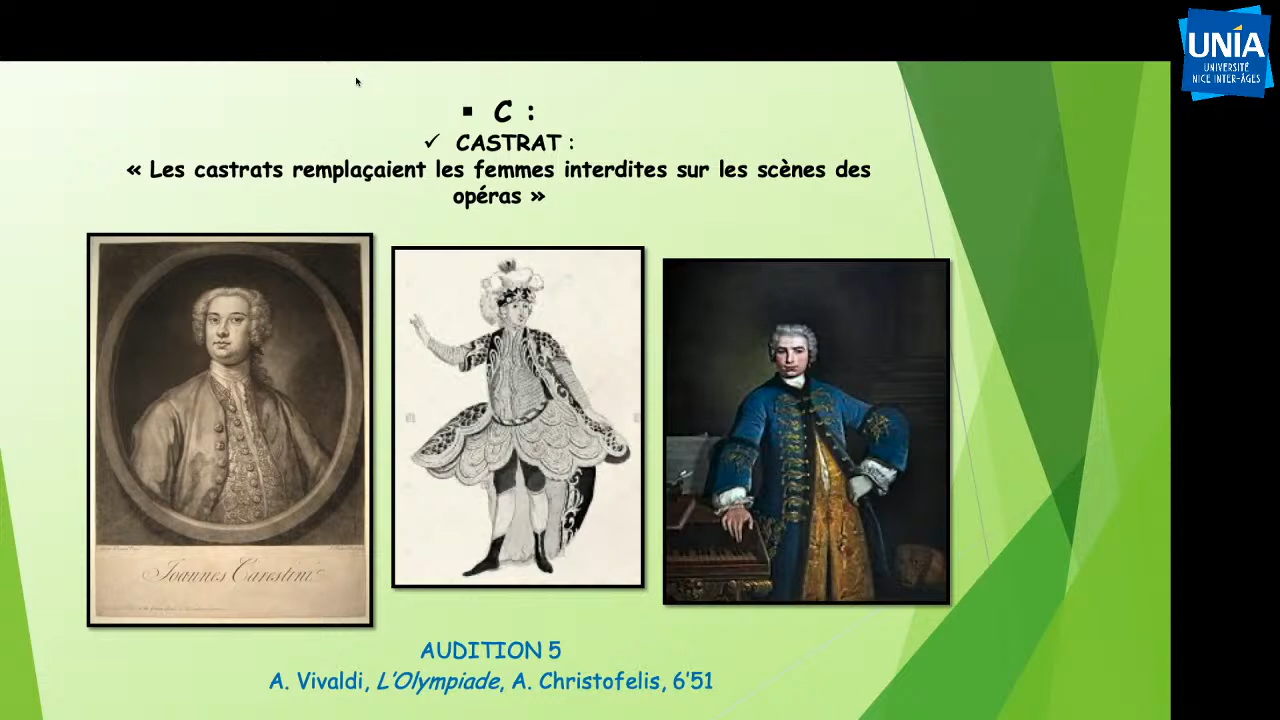 UNÍA
UNIVERSITÉ
NICE INTER-ÂGES
▪ C :
✓ CASTRAT :
« Les castrats remplaçaient les femmes interdites sur les scènes des
opéras »
Joannes Carestini
AUDITION 5
A. Vivaldi, L'Olympiade, A. Christofelis, 6'51